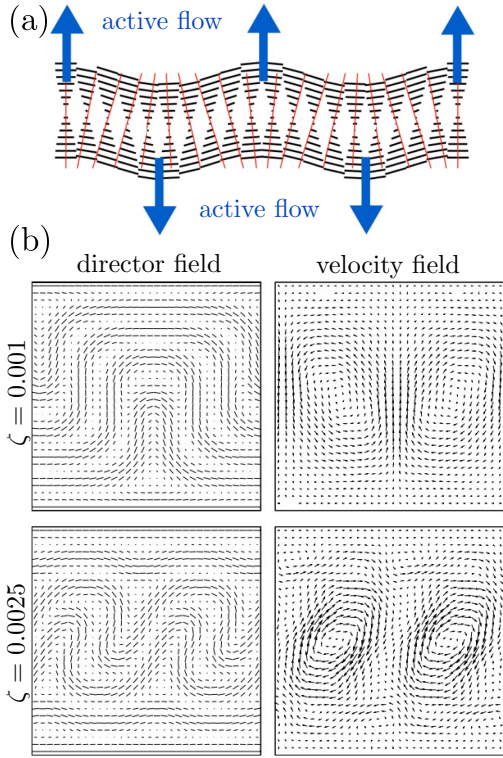 (a)
active flow
active flow
(b)
director field
velocity field
ζ = 0.001
ζ = 0.0025